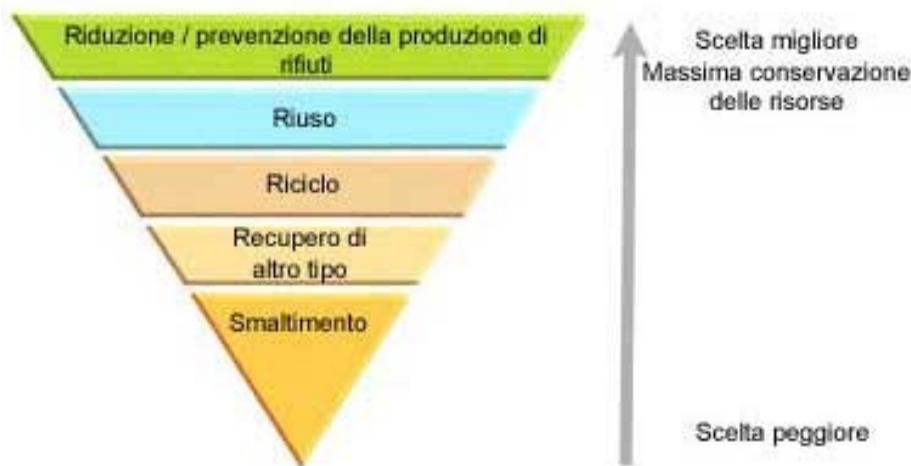 Riduzione / prevenzione della produzione di
rifiuti
Riuso
Riciclo
Recupero di
altro tipo
Smaltimento
Scelta migliore
Massima conservazione
delle risorse
Scelta peggiore